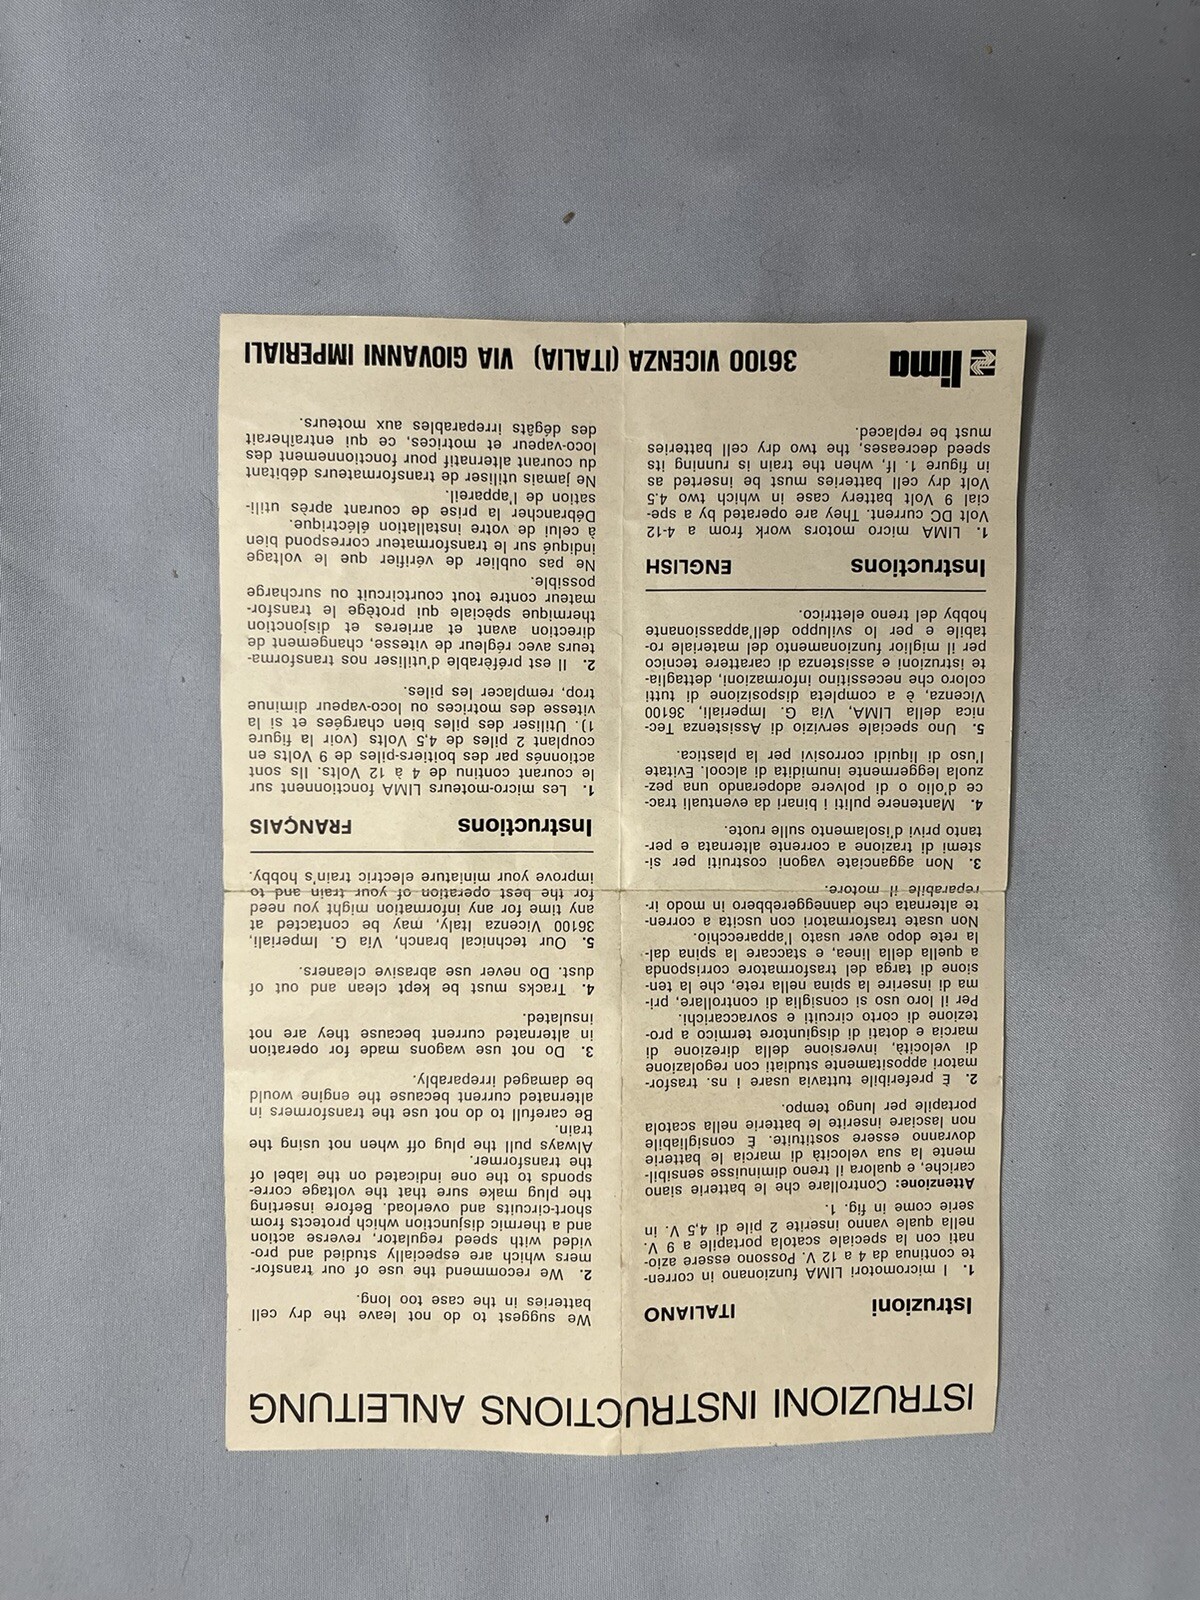 ISTRUZIONI INSTRUCTIONS ANLEITUNG
Istruzioni ITALIANO
1. I micromotori LIMA funzionano in corren-
te continua da 4 a 12 V. Possono essere azio-
nati con la speciale scatola portapile a 9 V.
nella quale vanno inserite 2 pile di 4,5 V. in
serie come in fig. 1.
Attenzione: Controllare che le batterie siano
cariche, e qualora il treno diminuisse sensibil-
mente la sua velocità di marcia le batterie
dovranno essere sostituite. È consigliabile
non lasciare inserite le batterie nella scatola
portapile per lungo tempo.
2. È preferibile tuttavia usare i ns. trasfor-
matori appositamente studiati con regolazione
di velocità, inversione della direzione di
marcia e dotati di disgiuntore termico a pro-
tezione di corto circuiti e sovraccarichi.
Per il loro uso si consiglia di controllare, pri-
ma di inserire la spina nella rete, che la ten-
sione di targa del trasformatore corrisponda
a quella della linea, e staccare la spina dal-
la rete dopo aver usato l'apparecchio.
Non usate trasformatori con uscita a corren-
te alternata che danneggerebbero in modo ir-
reparabile il motore.
3. Non agganciate vagoni costruiti per si-
stemi di trazione a corrente alternata e per-
tanto privi d'isolamento sulle ruote.
4. Mantenere puliti i binari da eventuali trac-
ce d'olio o di polvere adoperando una pez-
zuola leggermente inumidita di alcool. Evitate
l'uso di liquidi corrosivi per la plastica.
5. Uno speciale servizio di Assistenza Tec-
nica della LIMA, Via G. Imperiali, 36100
Vicenza, è a completa disposizione di tutti
coloro che necessitino informazioni, dettaglia-
te istruzioni e assistenza di carattere tecnico
per il miglior funzionamento del materiale ro-
tabile e per lo sviluppo dell'appassionante
hobby del treno elettrico.
Instructions ENGLISH
1. LIMA micro motors work from a 4-12
Volt DC current. They are operated by a spe-
cial 9 Volt battery case in which two 4.5
Volt dry cell batteries must be inserted as
in figure 1. If, when the train is running its
speed decreases, the two dry cell batteries
must be replaced.
We suggest to do not leave the dry cell
batteries in the case too long.
2. We recommend the use of our transfor-
mers which are especially studied and pro-
vided with speed regulator, reverse action
and a thermic disjunction which protects from
short-circuits and overload. Before inserting
the plug make sure that the voltage corre-
sponds to the one indicated on the label of
the transformer.
Always pull the plug off when not using the
train.
Be carefull to do not use the transformers in
alternated current because the engine would
be damaged irreparably.
3. Do not use wagons made for operation
in alternated current because they are not
insulated.
4. Tracks must be kept clean and out of
dust. Do never use abrasive cleaners.
5. Our technical branch, Via G. Imperiali,
36100 Vicenza Italy, may be contacted at
any time for any information might you need
for the best operation of your train and to
improve your miniature electric train's hobby.
Instructions FRANÇAIS
1. Les micro-moteurs LIMA fonctionnent sur
le courant continu de 4 à 12 Volts. Ils sont
actionnés par des boitiers-piles de 9 Volts en
couplant 2 piles de 4,5 Volts (voir la figure
1). Utiliser des piles bien chargées et si la
vitesse des motrices ou loco-vapeur diminue
trop, remplacer les piles.
2. Il est préférable d'utiliser nos transforma-
teurs avec régleur de vitesse, changement de
direction avant et arrières et disjonction
thermique spéciale qui protège le transfor-
mateur contre tout courtcircuit ou surcharge
possible.
Ne pas oublier de vérifier que le voltage
indiqué sur le transformateur correspond bien
à celui de votre installation éléctrique.
Débrancher la prise de courant après utili-
sation de l'appareil.
Ne jamais utiliser de transformateurs débitant
du courant alternatif pour fonctionnement des
loco-vapeur et motrices, ce qui entraiherait
des dégâts irreparables aux moteurs.
lima 36100 VICENZA (ITALIA) VIA GIOVANNI IMPERIALI